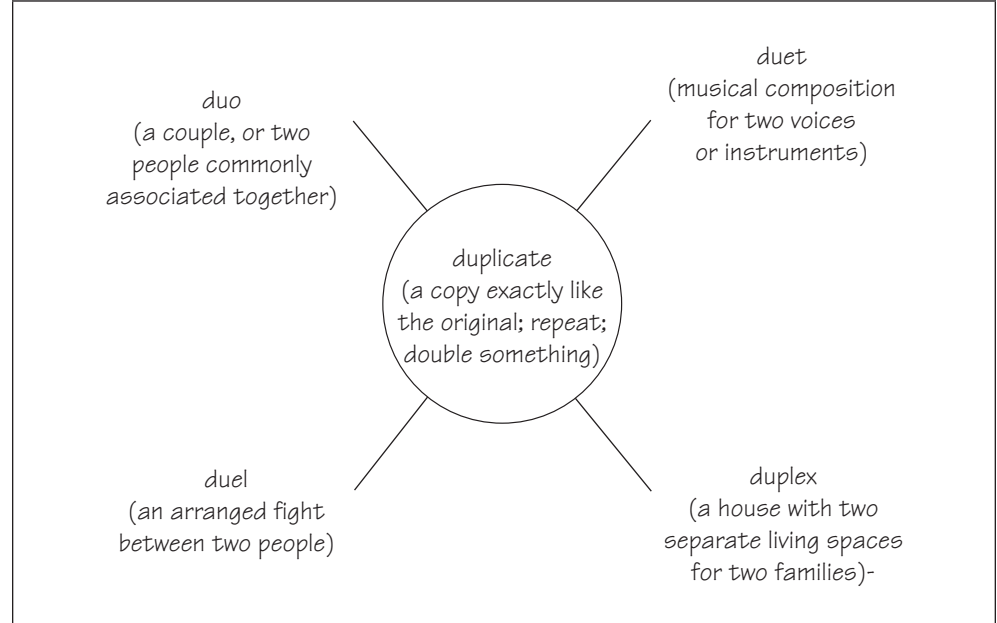 duo
(a couple, or two
people commonly
associated together)
duet
(musical composition
for two voices
or instruments)
duplicate
(a copy exactly like
the original; repeat;
double something)
duel
(an arranged fight
between two people)
duplex
(a house with two
separate living spaces
for two families)-